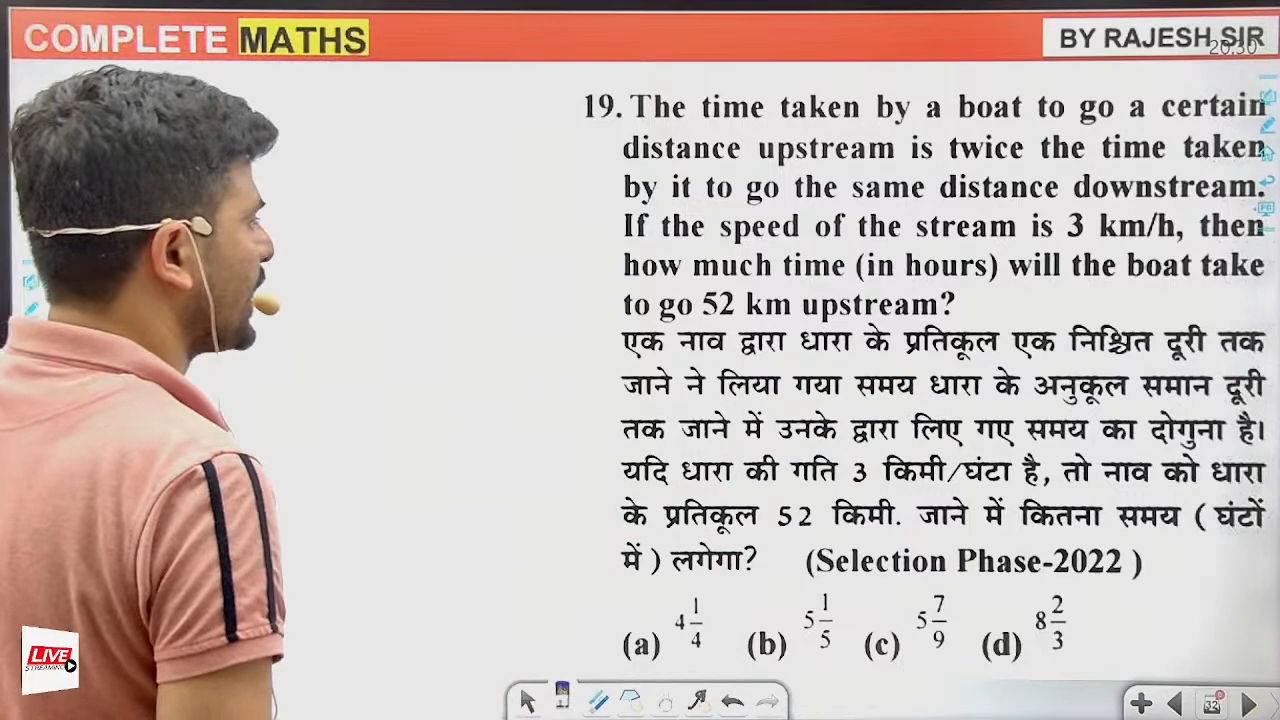 COMPLETE MATHS
BY RAJESH SIR
20:30
19. The time taken by a boat to go a certain
distance upstream is twice the time taken
by it to go the same distance downstream.
If the speed of the stream is 3 km/h, then
how much time (in hours) will the boat take
to go 52 km upstream?
एक नाव द्वारा धारा के प्रतिकूल एक निश्चित दूरी तक
जाने ने लिया गया समय धारा के अनुकूल समान दूरी
तक जाने में उनके द्वारा लिए गए समय का दोगुना है।
यदि धारा की गति 3 किमी/घंटा है, तो नाव को धारा
के प्रतिकूल 52 किमी. जाने में कितना समय ( घंटों
में ) लगेगा? (Selection Phase-2022 )
(a) 4 1/4 (b) 5 1/5 (c) 5 7/9 (d) 8 2/3
LIVE
STREAMING
32